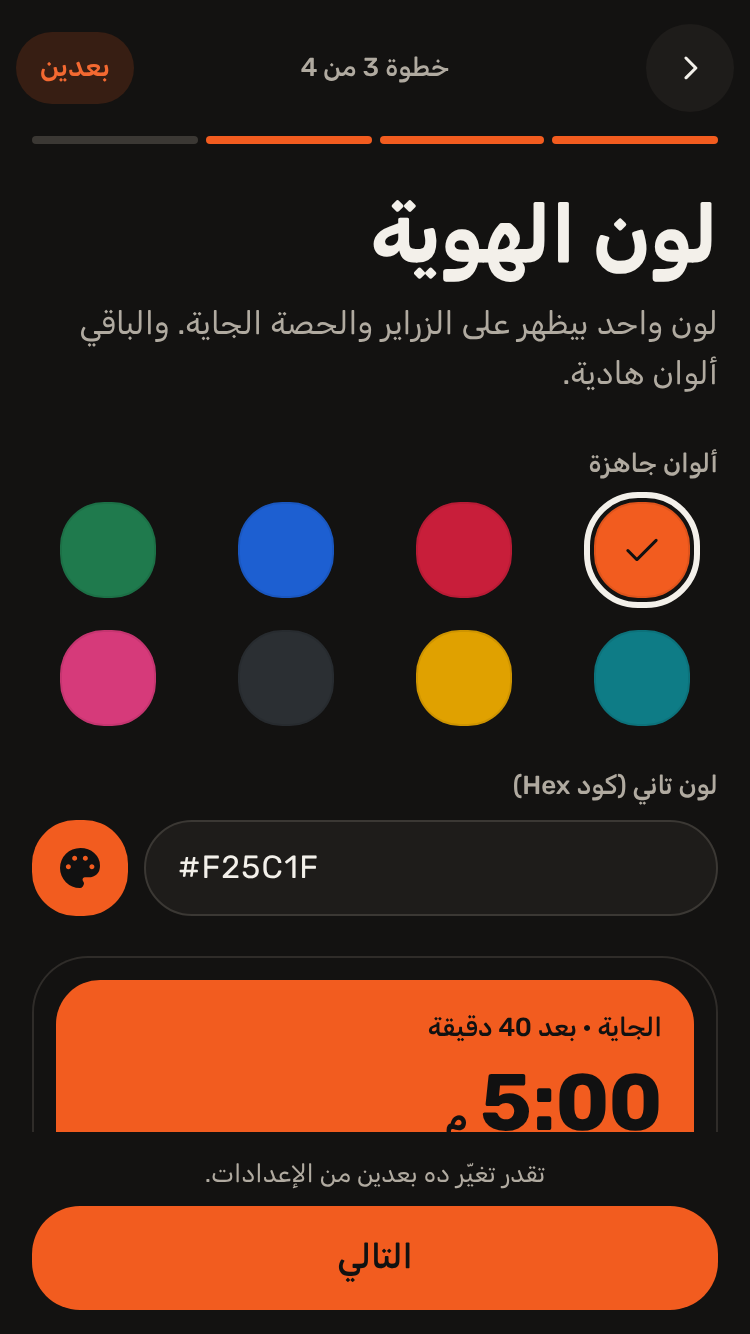 خطوة 3 من 4
بعدين
لون الهوية
لون واحد بيظهر على الزراير والحصة الجاية. والباقي
ألوان هادية.
ألوان جاهزة
لون تاني (كود Hex)
#F25C1F
الجاية • بعد 40 دقيقة
5:00 م
تقدر تغيّر ده بعدين من الإعدادات.
التالي